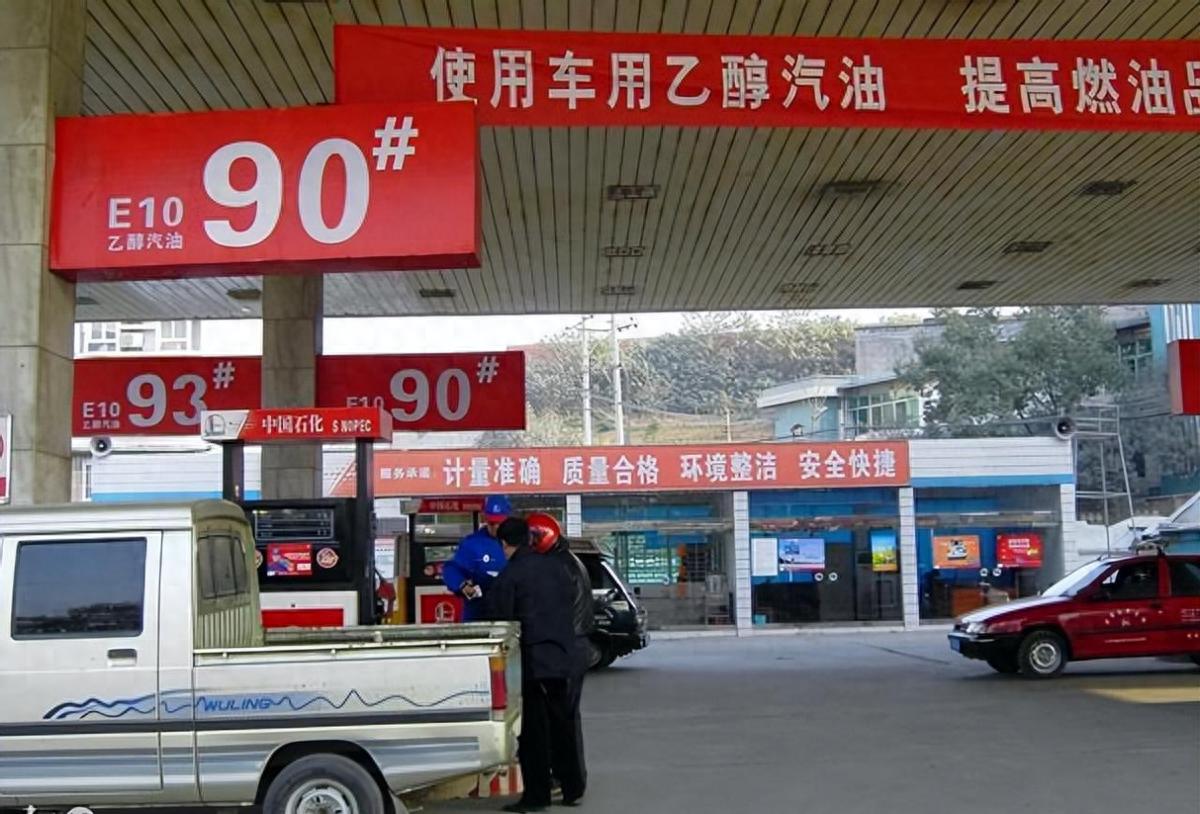 使用车用乙醇汽油 提高燃油品
E10 90#
乙醇汽油
E10 93#
乙醇汽油
E10 90#
中国石化 SINOPEC
服务承诺 计量准确 质量合格 环境整洁 安全快捷
WULING